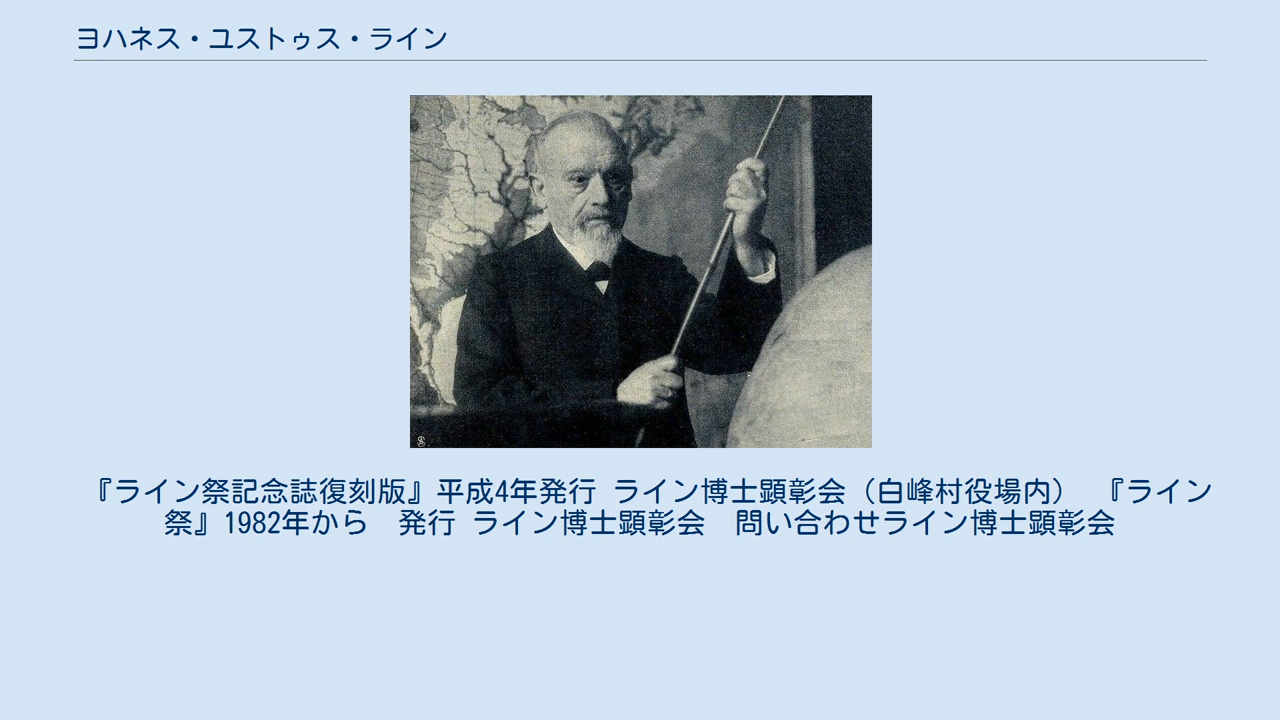 ヨハネス・ユストゥス・ライン
『ライン祭記念誌復刻版』平成4年発行 ライン博士顕彰会（白峰村役場内）　『ライン
祭』1982年から　発行 ライン博士顕彰会　問い合わせライン博士顕彰会